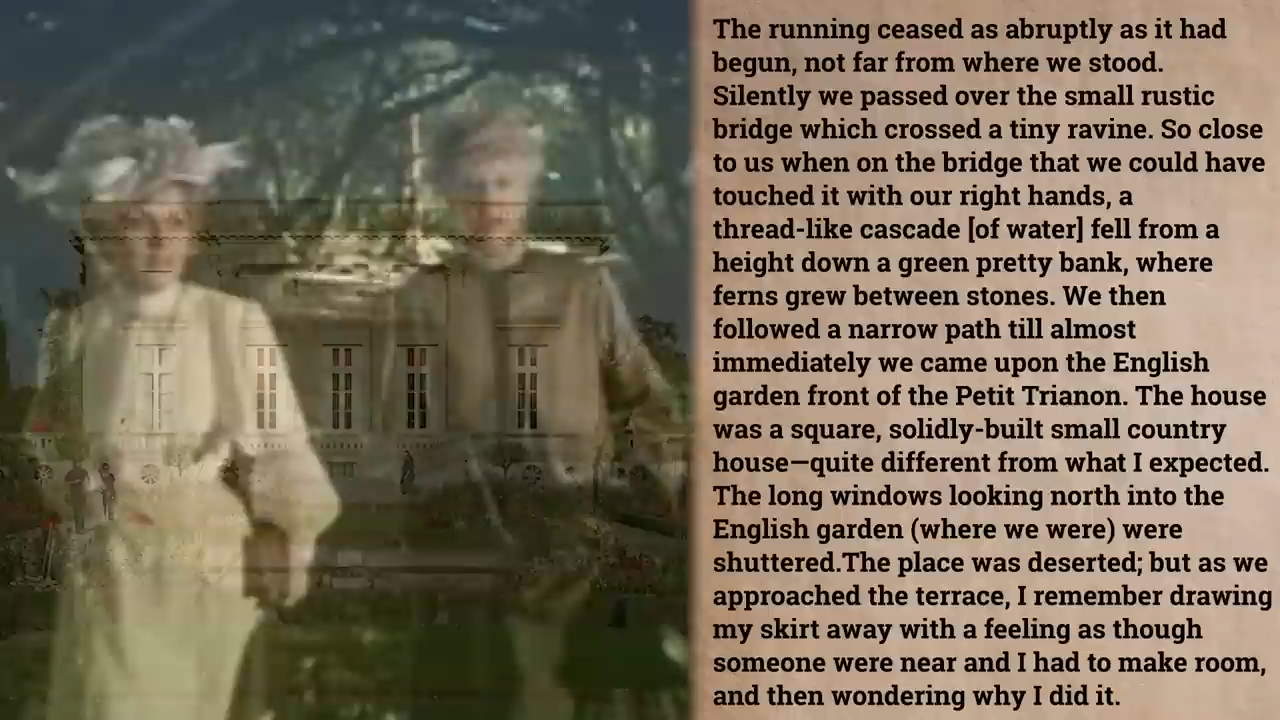 The running ceased as abruptly as it had
begun, not far from where we stood.
Silently we passed over the small rustic
bridge which crossed a tiny ravine. So close
to us when on the bridge that we could have
touched it with our right hands, a
thread-like cascade [of water] fell from a
height down a green pretty bank, where
ferns grew between stones. We then
followed a narrow path till almost
immediately we came upon the English
garden front of the Petit Trianon. The house
was a square, solidly-built small country
house—quite different from what I expected.
The long windows looking north into the
English garden (where we were) were
shuttered.The place was deserted; but as we
approached the terrace, I remember drawing
my skirt away with a feeling as though
someone were near and I had to make room,
and then wondering why I did it.